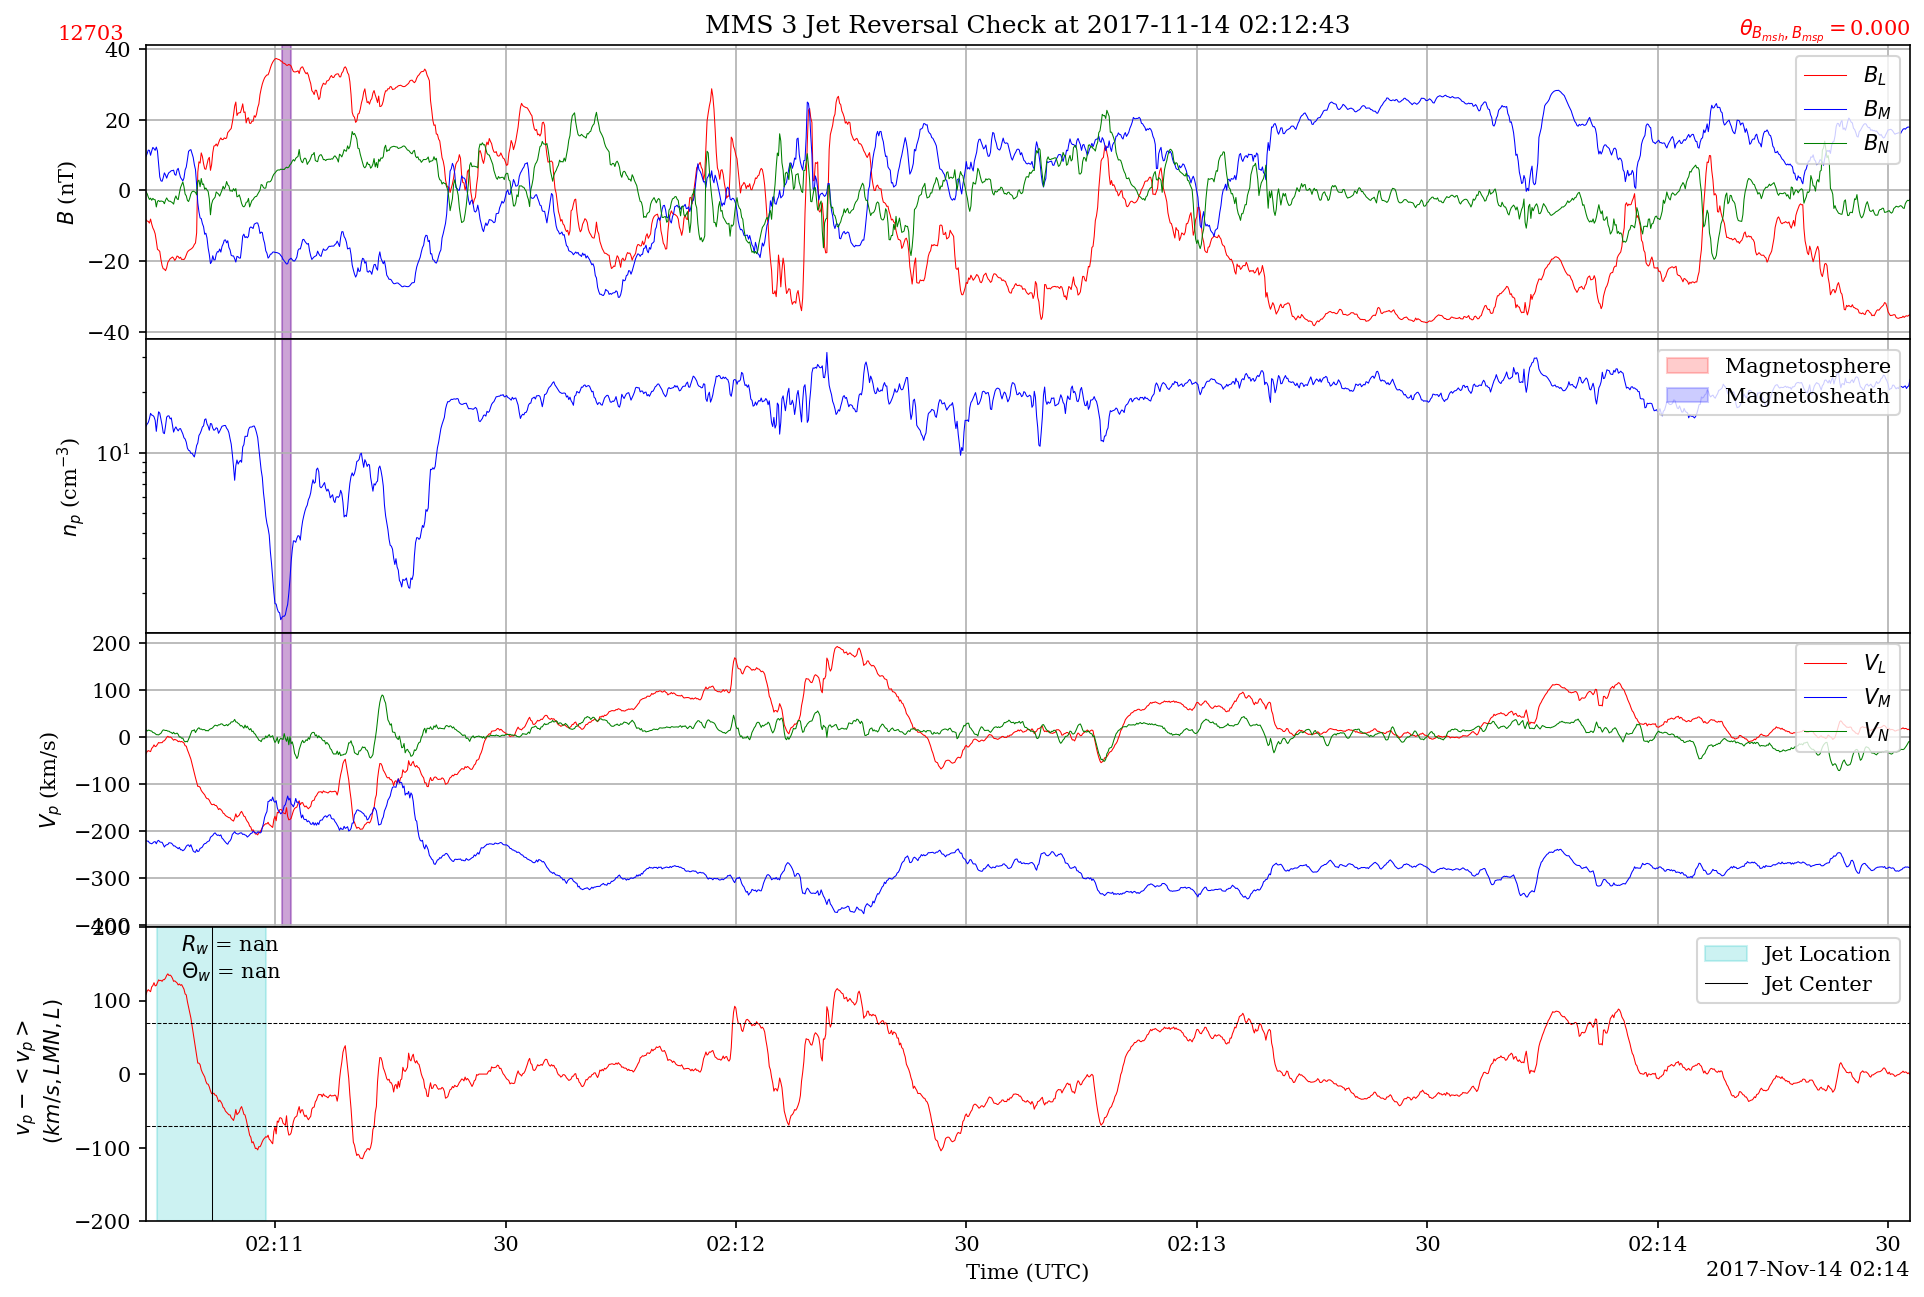 MMS 3 Jet Reversal Check at 2017-11-14 02:12:43
12703
θ_{B_{msh}, B_{msp}} = 0.000
40
20
0
−20
−40
B (nT)
B_L
B_M
B_N
10^1
n_p (cm^{−3})
Magnetosphere
Magnetosheath
200
100
0
−100
−200
−300
−400
V_p (km/s)
V_L
V_M
V_N
200
100
0
−100
−200
v_p − < v_p >
(km/s, LMN, L)
R_w = nan
Θ_w = nan
Jet Location
Jet Center
02:11 30 02:12 30 02:13 30 02:14 30
Time (UTC)
2017-Nov-14 02:14